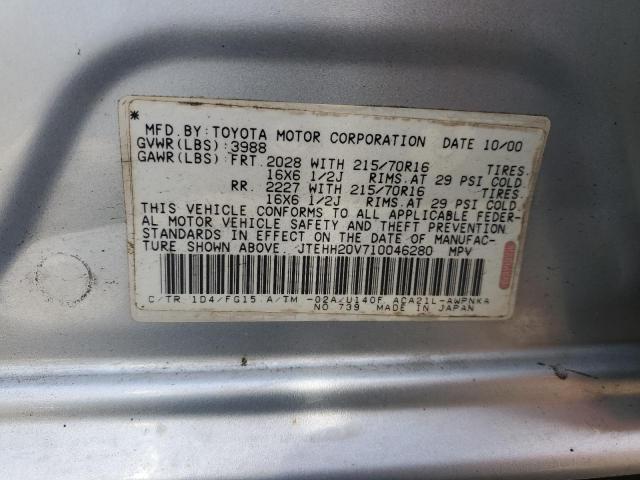 * MFD.BY:TOYOTA MOTOR CORPORATION DATE 10/00
GVWR(LBS):3988
GAWR(LBS):FRT.2028 WITH 215/70R16 TIRES.
16X6 1/2J RIMS.AT 29 PSI COLD.
RR. 2227 WITH 215/70R16 TIRES.
16X6 1/2J RIMS.AT 29 PSI COLD.
THIS VEHICLE CONFORMS TO ALL APPLICABLE FEDER-
AL MOTOR VEHICLE SAFETY AND THEFT PREVENTION
STANDARDS IN EFFECT ON THE DATE OF MANUFAC-
TURE SHOWN ABOVE. JTEHH20V710046280 MPV
C/TR 1D4/FG15 A/TM -02A/U140F ACA21L-AWPNKA
NO 739 MADE IN JAPAN